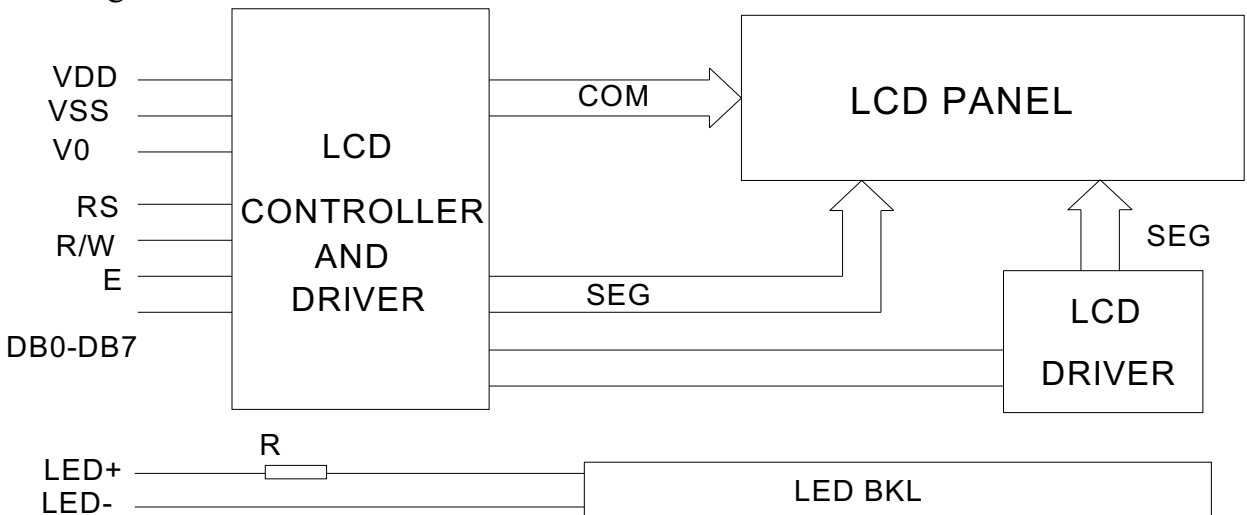 VDD
VSS
V0
RS
R/W
E
DB0-DB7
LCD
CONTROLLER
AND
DRIVER
COM
SEG
LCD PANEL
SEG
LCD
DRIVER
R
LED+
LED-
LED BKL